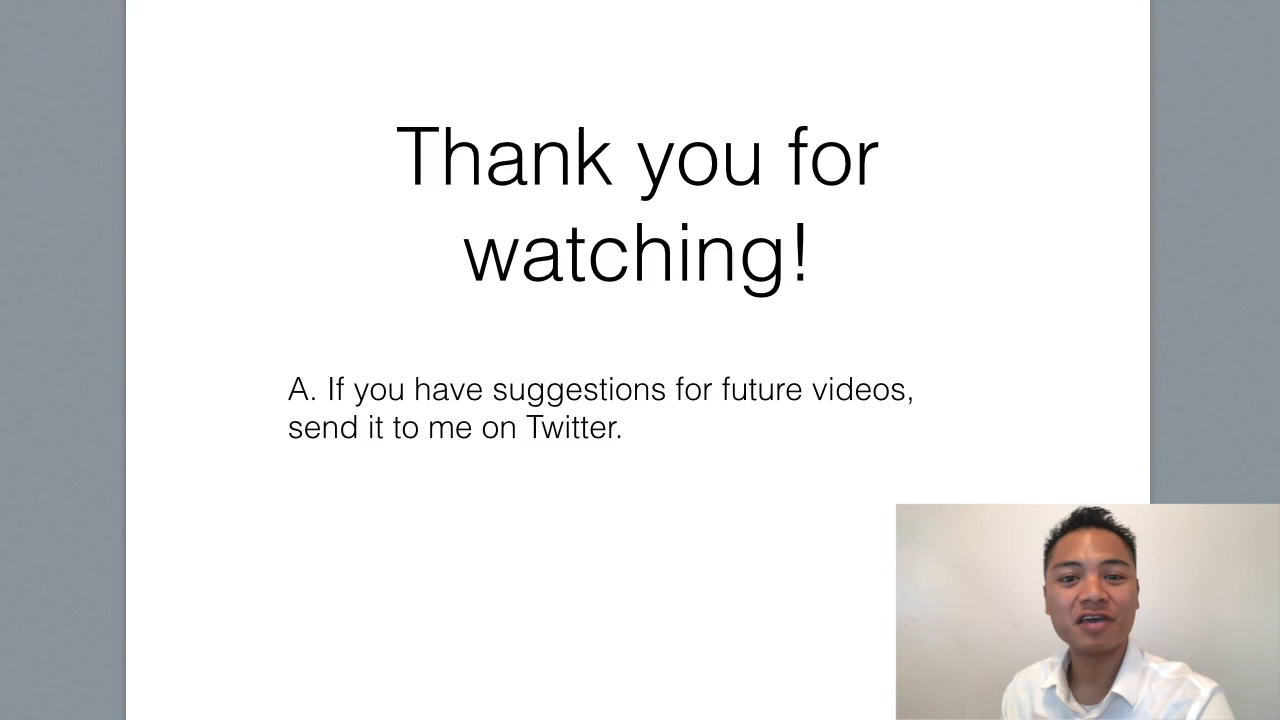 Thank you for
watching!
A. If you have suggestions for future videos,
send it to me on Twitter.